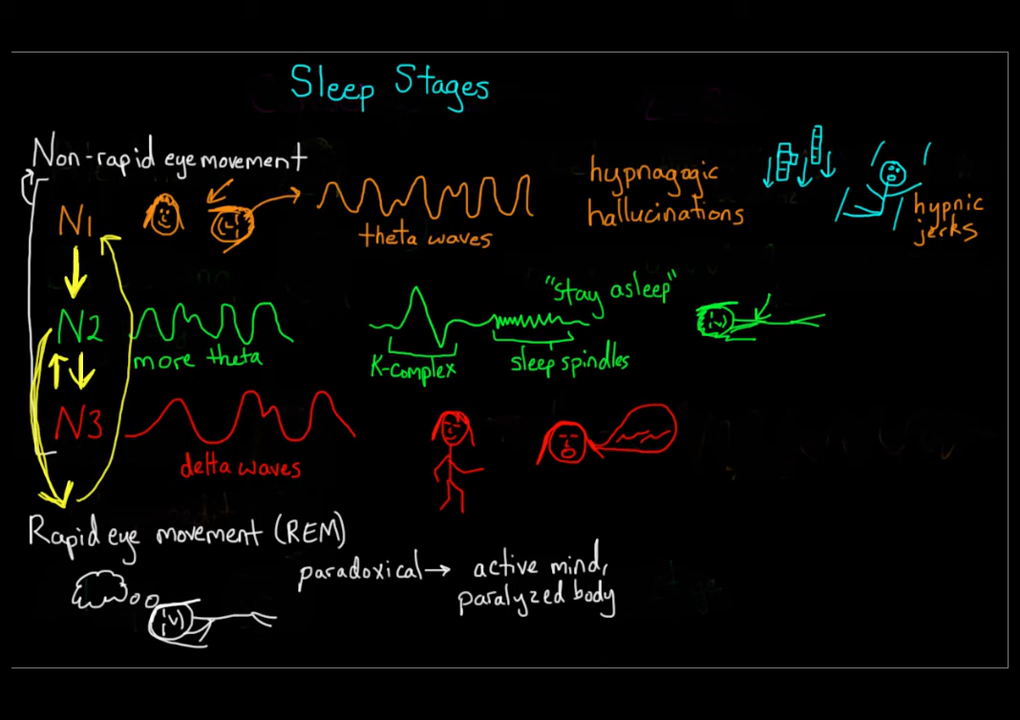 Sleep Stages
Non-rapid eye movement
N1
theta waves
hypnagogic
hallucinations
hypnic
jerks
N2
more theta
K-complex
"stay asleep"
sleep spindles
N3
delta waves
Rapid eye movement (REM)
paradoxical → active mind,
paralyzed body